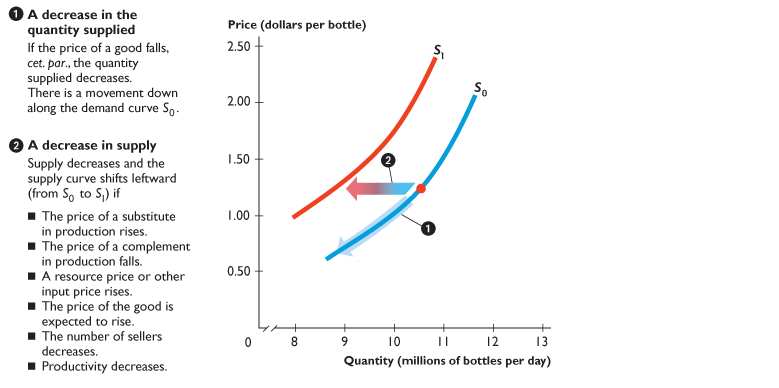 1 A decrease in the
quantity supplied
If the price of a good falls,
cet. par., the quantity
supplied decreases.
There is a movement down
along the demand curve S0.
2 A decrease in supply
Supply decreases and the
supply curve shifts leftward
(from S0 to S1) if
■ The price of a substitute
in production rises.
■ The price of a complement
in production falls.
■ A resource price or other
input price rises.
■ The price of the good is
expected to rise.
■ The number of sellers
decreases.
■ Productivity decreases.
Price (dollars per bottle)
2.50
2.00
1.50
1.00
0.50
0
S1
S0
2
1
8 9 10 11 12 13
Quantity (millions of bottles per day)